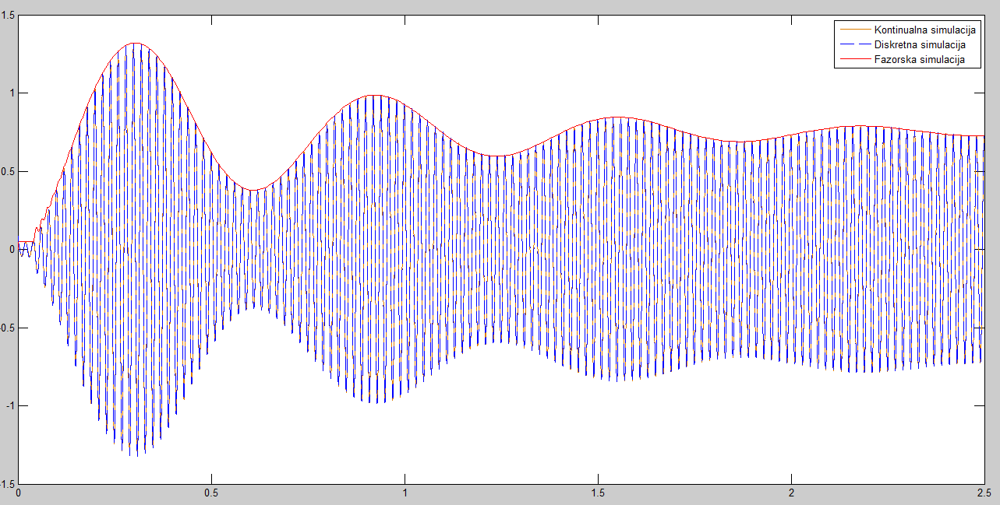 1.5
Kontinualna simulacija
Diskretna simulacija
Fazorska simulacija
1
0.5
0
-0.5
-1
-1.5
0 0.5 1 1.5 2 2.5